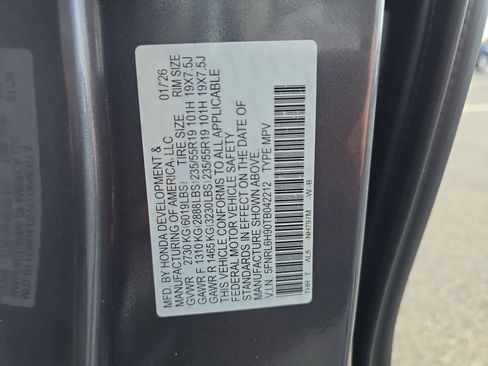 MFD. BY HONDA DEVELOPMENT & 01/'26
MANUFACTURING OF AMERICA, LLC
GVWR 2730 KG(6019LBS) TIRE SIZE RIM SIZE
GAWR F 1310 KG(2888LBS) 235/55R19 101H 19X7.5J
GAWR R 1465 KG(3230LBS) 235/55R19 101H 19X7.5J
THIS VEHICLE CONFORMS TO ALL APPLICABLE
FEDERAL MOTOR VEHICLE SAFETY
STANDARDS IN EFFECT ON THE DATE OF
MANUFACTURE SHOWN ABOVE.
V.I.N. 5FNRL6H90TB042212 TYPE:MPV
THR: T AL5 NH797M W-B